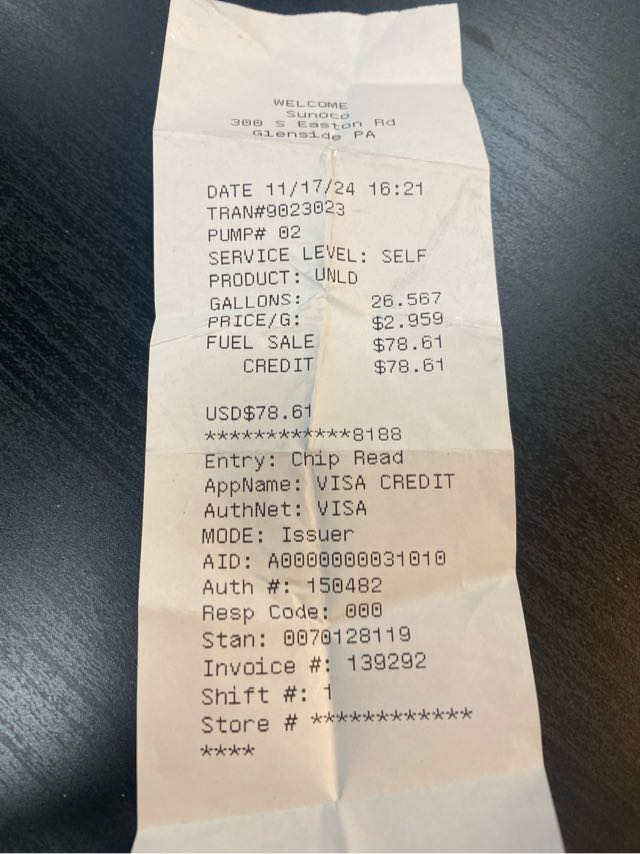 WELCOME
Sunoco
300 S Easton Rd
Glenside PA
DATE 11/17/24 16:21
TRAN#9023023
PUMP# 02
SERVICE LEVEL: SELF
PRODUCT: UNLD
GALLONS: 26.567
PRICE/G: $2.959
FUEL SALE $78.61
CREDIT $78.61
USD$78.61
************8188
Entry: Chip Read
AppName: VISA CREDIT
AuthNet: VISA
MODE: Issuer
AID: A0000000031010
Auth #: 150482
Resp Code: 000
Stan: 0070128119
Invoice #: 139292
Shift #: 1
Store # ************
****